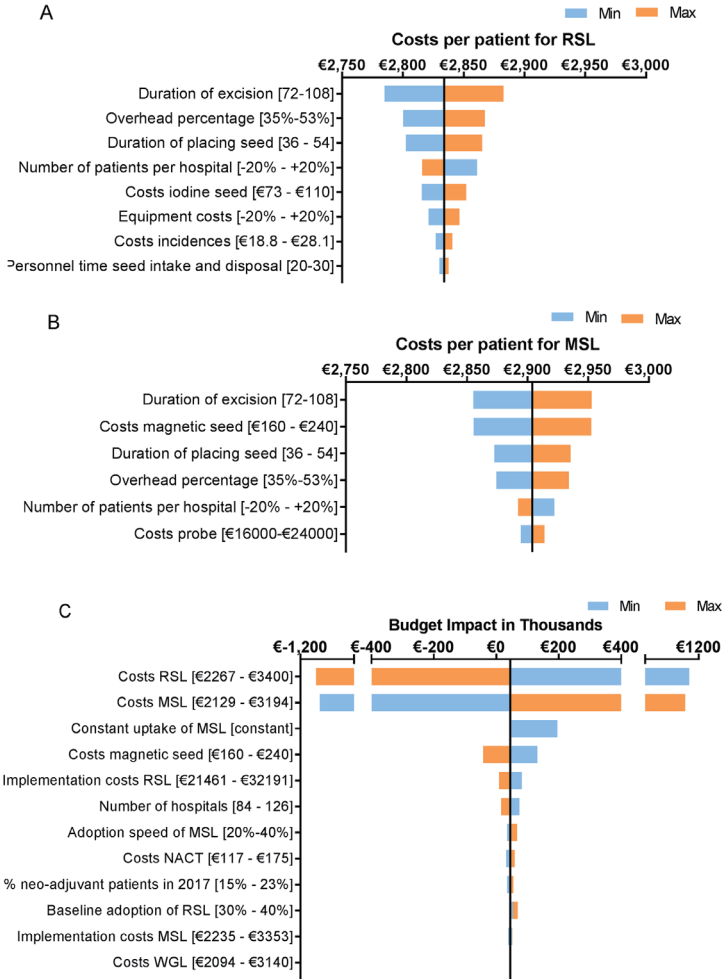 A
Min Max
Costs per patient for RSL
€2,750 €2,800 €2,850 €2,900 €2,950 €3,000
Duration of excision [72-108]
Overhead percentage [35%-53%]
Duration of placing seed [36 - 54]
Number of patients per hospital [-20% - +20%]
Costs iodine seed [€73 - €110]
Equipment costs [-20% - +20%]
Costs incidences [€18.8 - €28.1]
Personnel time seed intake and disposal [20-30]
B
Min Max
Costs per patient for MSL
€2,750 €2,800 €2,850 €2,900 €2,950 €3,000
Duration of excision [72-108]
Costs magnetic seed [€160 - €240]
Duration of placing seed [36 - 54]
Overhead percentage [35%-53%]
Number of patients per hospital [-20% - +20%]
Costs probe [€16000-€24000]
C
Min Max
Budget Impact in Thousands
€-1,200 €-400 €-200 €0 €200 €400 €1200
Costs RSL [€2267 - €3400]
Costs MSL [€2129 - €3194]
Constant uptake of MSL [constant]
Costs magnetic seed [€160 - €240]
Implementation costs RSL [€21461 - €32191]
Number of hospitals [84 - 126]
Adoption speed of MSL [20%-40%]
Costs NACT [€117 - €175]
% neo-adjuvant patients in 2017 [15% - 23%]
Baseline adoption of RSL [30% - 40%]
Implementation costs MSL [€2235 - €3353]
Costs WGL [€2094 - €3140]